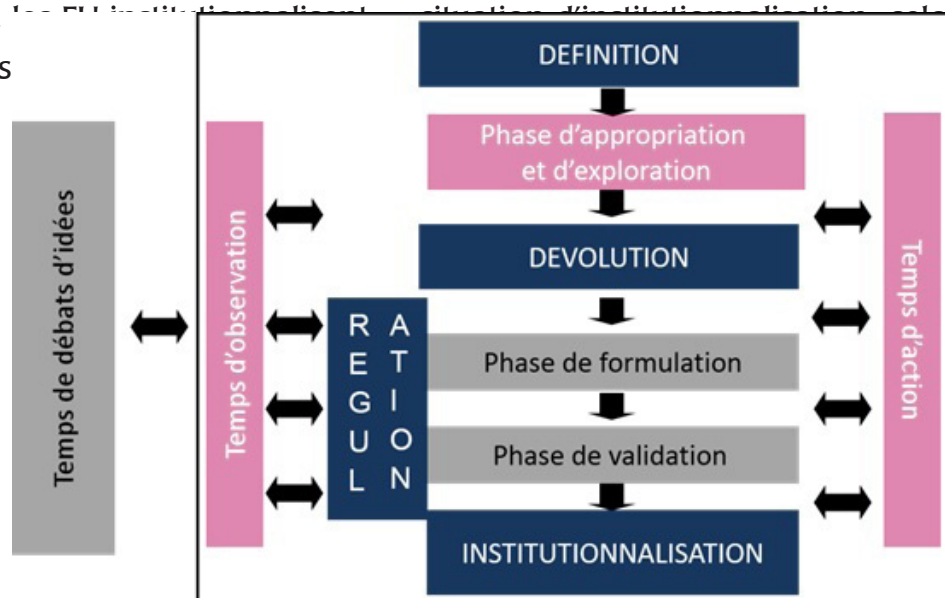 s
DEFINITION
Phase d'appropriation
et d'exploration
DEVOLUTION
Phase de formulation
Phase de validation
INSTITUTIONNALISATION
REGUL
ATION
Temps de débats d'idées
Temps d'observation
Temps d'action